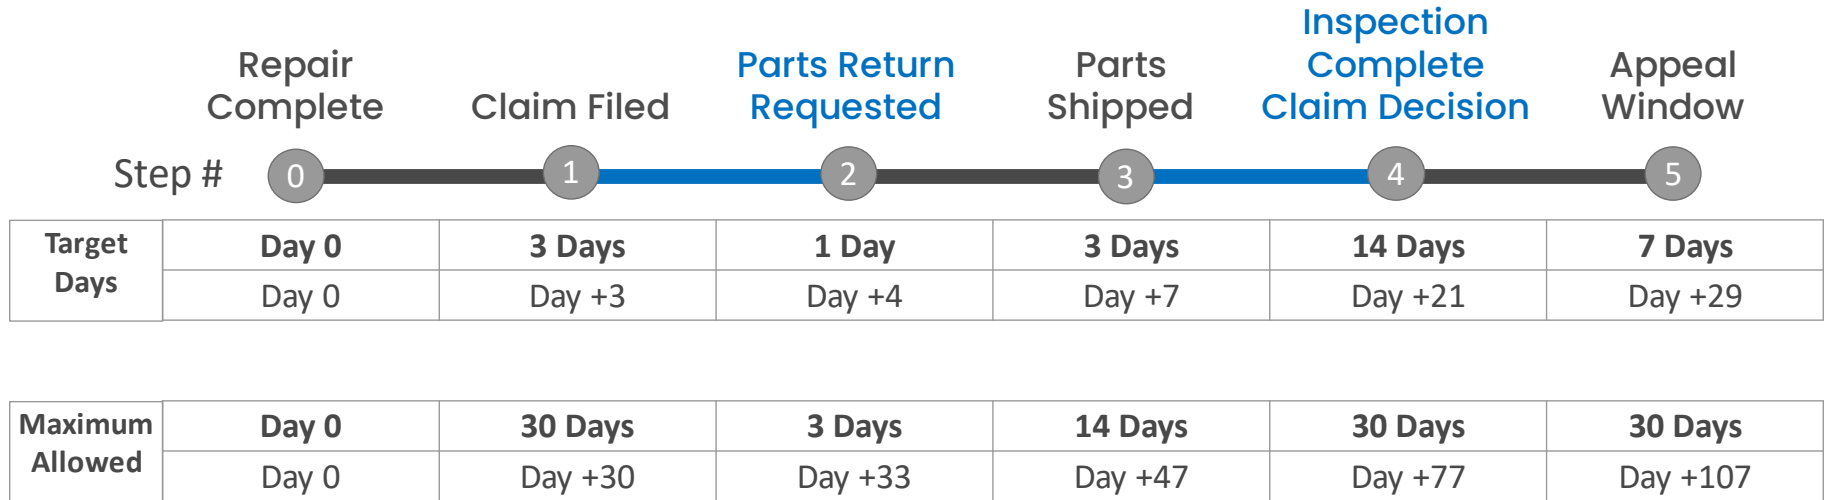 Repair
Complete
Claim Filed
Parts Return
Requested
Parts
Shipped
Inspection
Complete
Claim Decision
Appeal
Window
Step # 0 1 2 3 4 5
Target
Days
Day 0 3 Days 1 Day 3 Days 14 Days 7 Days
Day 0 Day +3 Day +4 Day +7 Day +21 Day +29
Maximum
Allowed
Day 0 30 Days 3 Days 14 Days 30 Days 30 Days
Day 0 Day +30 Day +33 Day +47 Day +77 Day +107